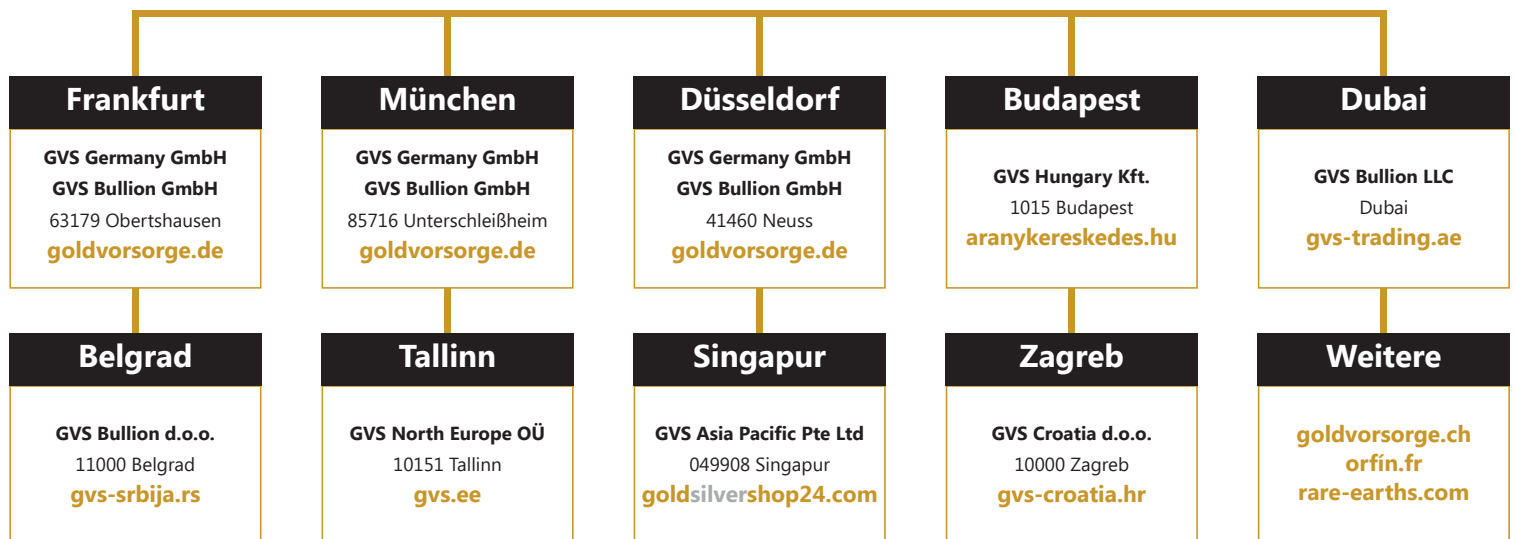 Frankfurt
GVS Germany GmbH
GVS Bullion GmbH
63179 Obertshausen
goldvorsorge.de
München
GVS Germany GmbH
GVS Bullion GmbH
85716 Unterschleißheim
goldvorsorge.de
Düsseldorf
GVS Germany GmbH
GVS Bullion GmbH
41460 Neuss
goldvorsorge.de
Budapest
GVS Hungary Kft.
1015 Budapest
aranykereskedes.hu
Dubai
GVS Bullion LLC
Dubai
gvs-trading.ae
Belgrad
GVS Bullion d.o.o.
11000 Belgrad
gvs-srbija.rs
Tallinn
GVS North Europe OÜ
10151 Tallinn
gvs.ee
Singapur
GVS Asia Pacific Pte Ltd
049908 Singapur
goldsilvershop24.com
Zagreb
GVS Croatia d.o.o.
10000 Zagreb
gvs-croatia.hr
Weitere
goldvorsorge.ch
orfín.fr
rare-earths.com